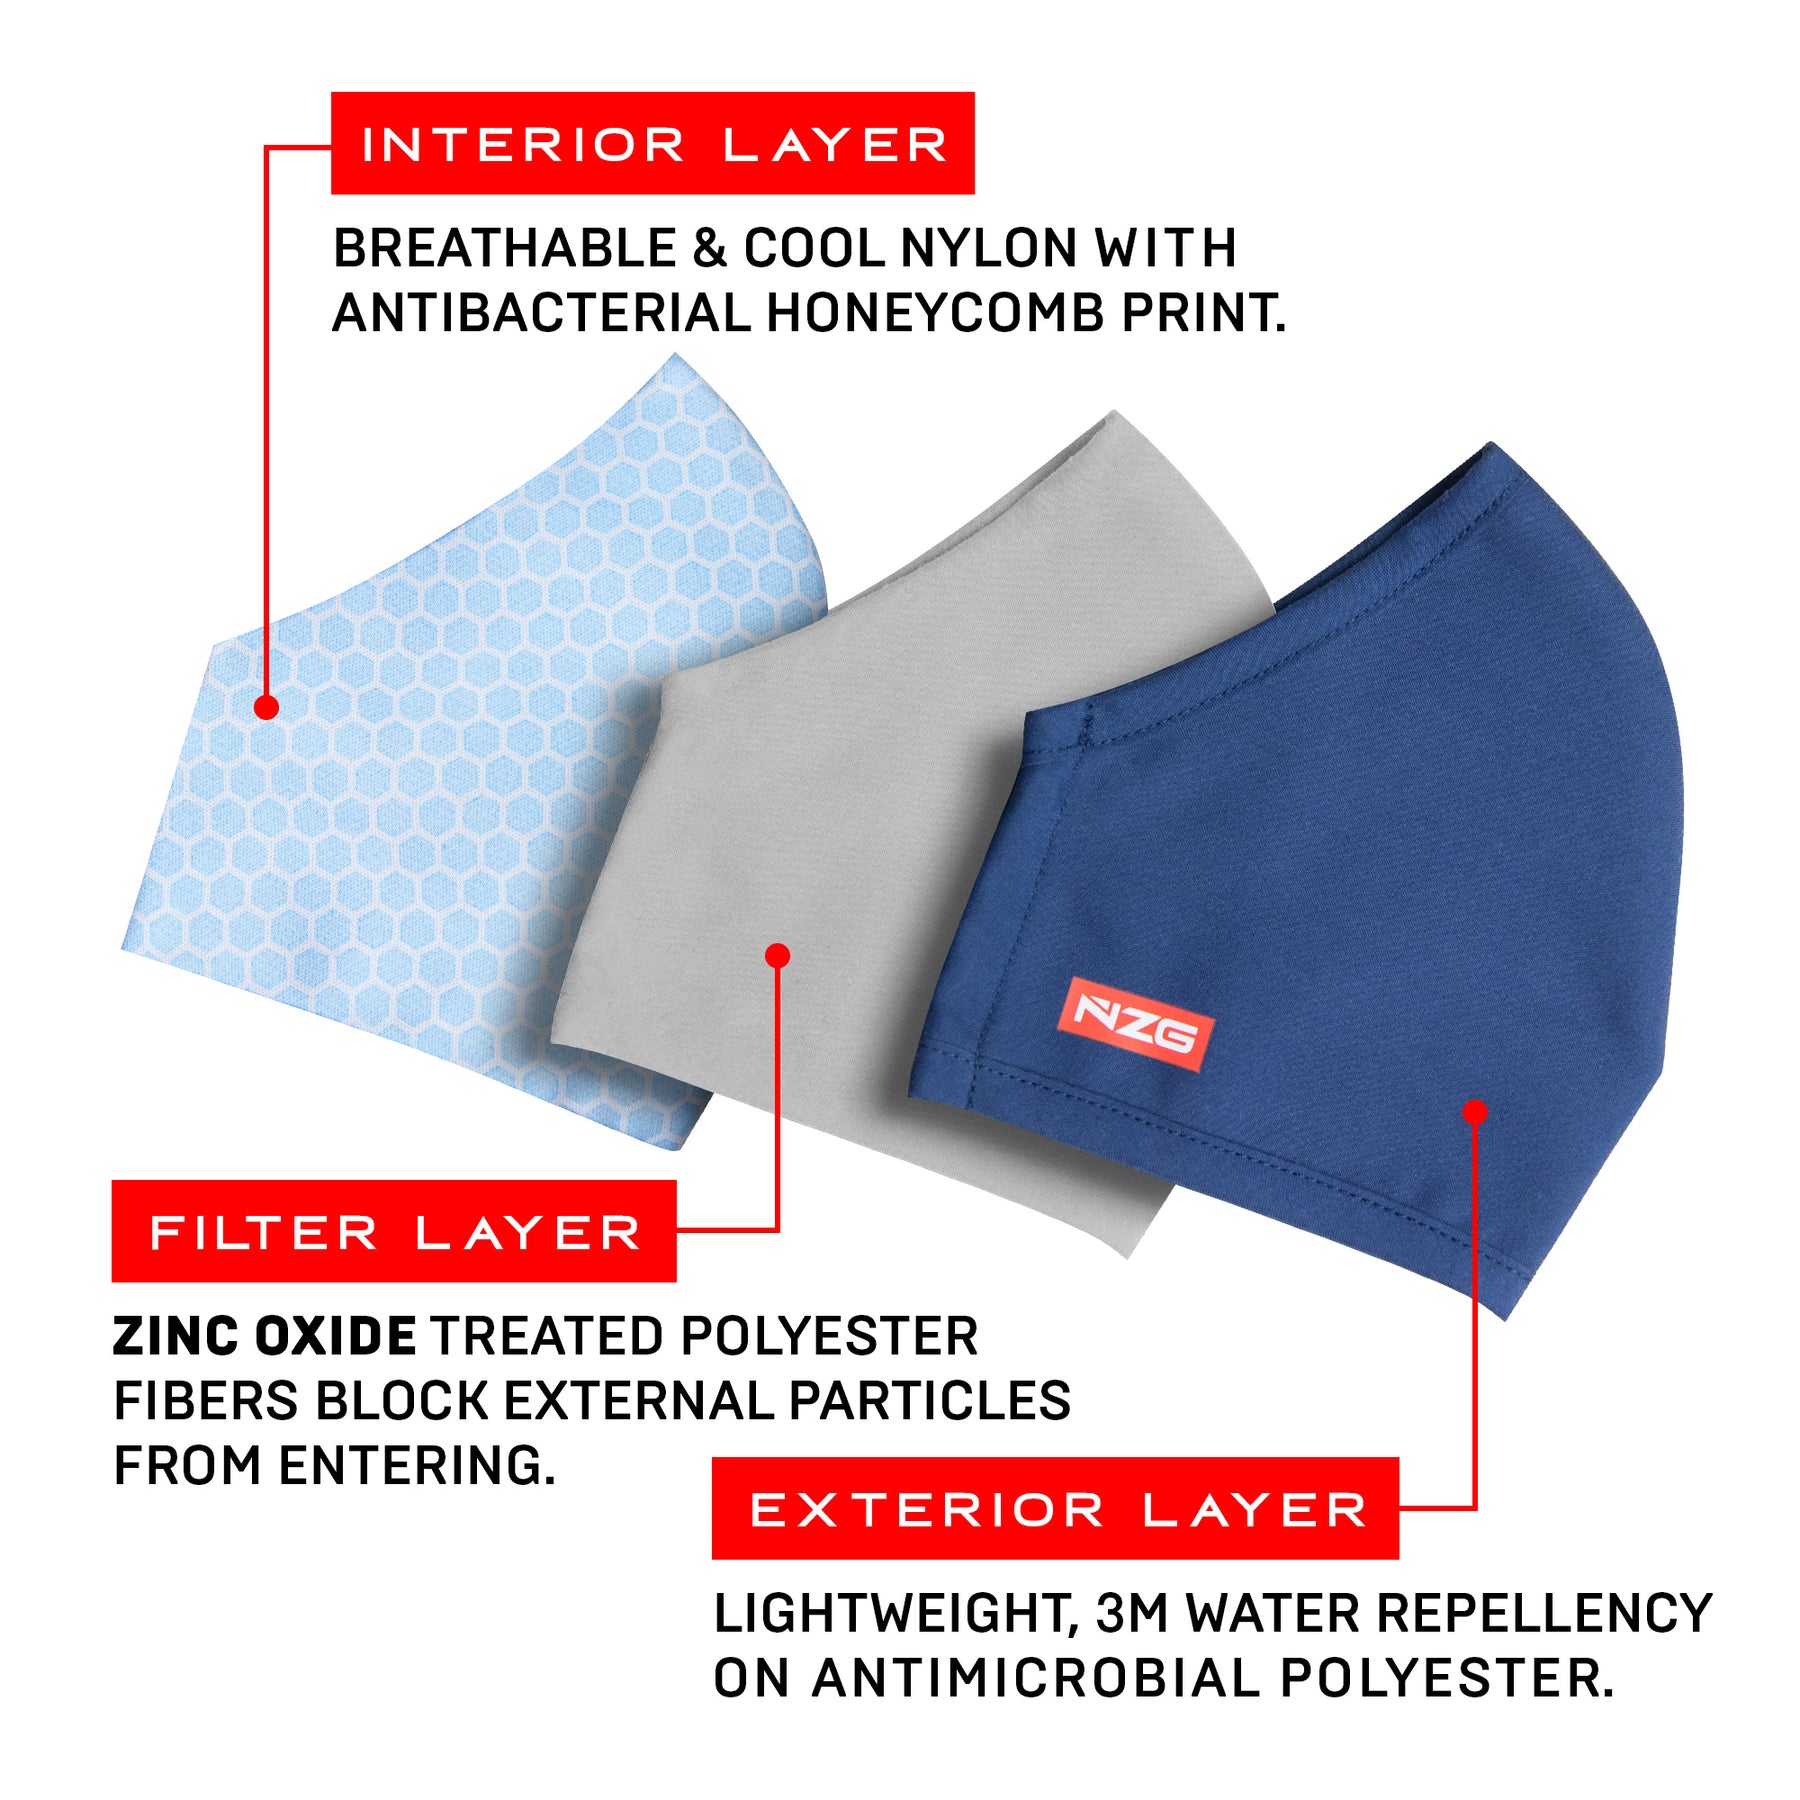 INTERIOR LAYER
BREATHABLE & COOL NYLON WITH
ANTIBACTERIAL HONEYCOMB PRINT.
NZG
FILTER LAYER
ZINC OXIDE TREATED POLYESTER
FIBERS BLOCK EXTERNAL PARTICLES
FROM ENTERING.
EXTERIOR LAYER
LIGHTWEIGHT, 3M WATER REPELLENCY
ON ANTIMICROBIAL POLYESTER.